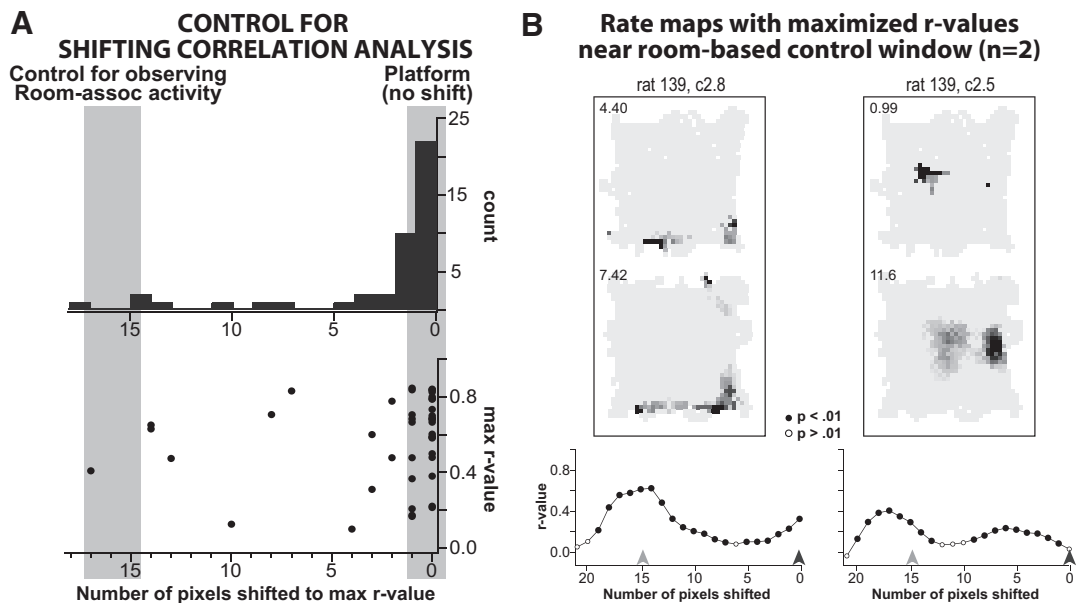 A
CONTROL FOR
SHIFTING CORRELATION ANALYSIS
Control for observing
Room-assoc activity
Platform
(no shift)
25
15
5
count
15 10 5 0
0.8
0.4
0.0
max r-value
15 10 5 0
Number of pixels shifted to max r-value
B
Rate maps with maximized r-values
near room-based control window (n=2)
rat 139, c2.8
4.40
7.42
rat 139, c2.5
0.99
11.6
p < .01
p > .01
0.8
0.4
0.0
r-value
20 15 10 5 0
Number of pixels shifted
20 15 10 5 0
Number of pixels shifted